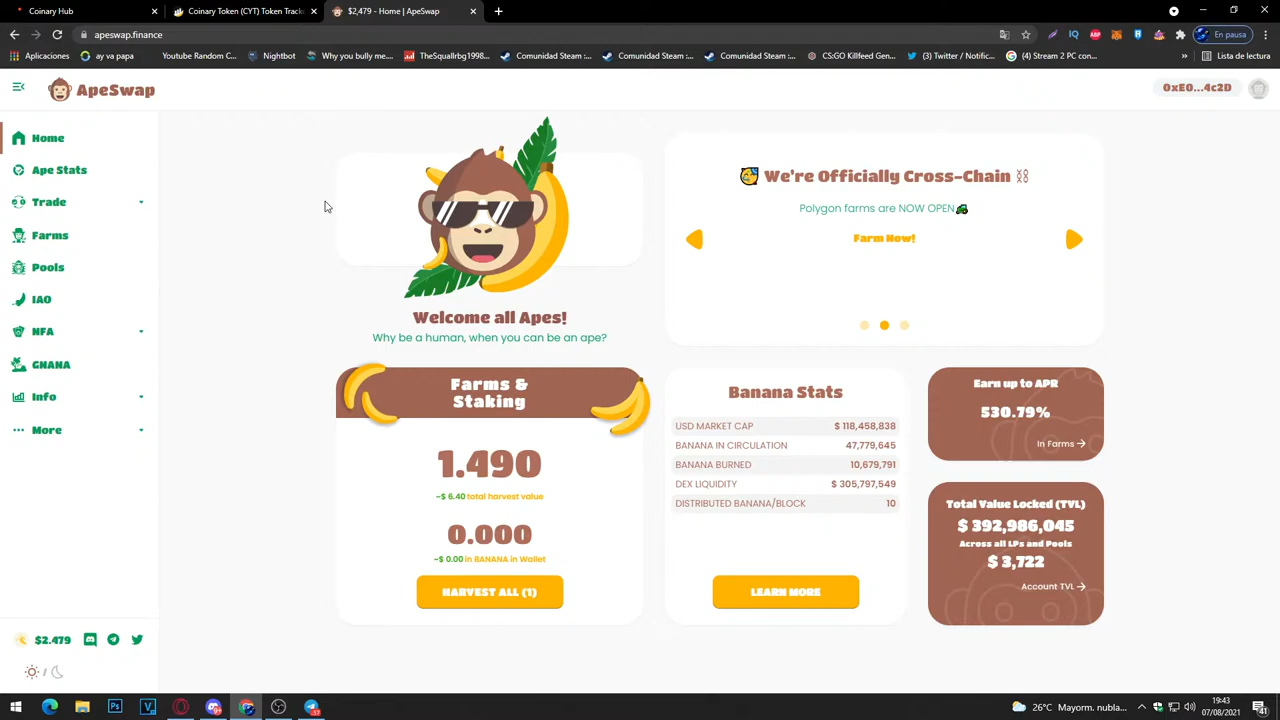 Coinary Hub
Coinary (CYT) Token Track
$2,479 - Home | ApeSwap
apeswap.finance
En pausa
Aplicaciones
ay va papa
Youtube Random C...
Nightbot
Why you bully me....
TheSquallrg1998...
Comunidad Steam :...
Comunidad Steam :...
Comunidad Steam :...
CS:GO Killfeed Gener...
(3) Twitter / Notific...
(4) Stream 2 PC con...
Lista de lectura
ApeSwap
0xE0...4c2D
Home
Ape Stats
Trade
Farms
Pools
IAO
NFA
GNANA
Info
More
$2.479
/
Welcome all Apes!
Why be a human, when you can be an ape?
We're Officially Cross-Chain
Polygon farms are NOW OPEN
Farm Now!
Farms &
Staking
1.490
~$ 6.40 total harvest value
0.000
~$ 0.00 in BANANA in Wallet
HARVEST ALL (1)
Banana Stats
USD MARKET CAP $ 118,458,838
BANANA IN CIRCULATION 47,779,645
BANANA BURNED 10,679,791
DEX LIQUIDITY $ 305,797,549
DISTRIBUTED BANANA/BLOCK 10
LEARN MORE
Earn up to APR
530.79%
In Farms
Total Value Locked (TVL)
$ 392,986,045
Across all LPs and Pools
$ 3,722
Account TVL
26°C Mayorm. nubla...
19:43
07/08/2021